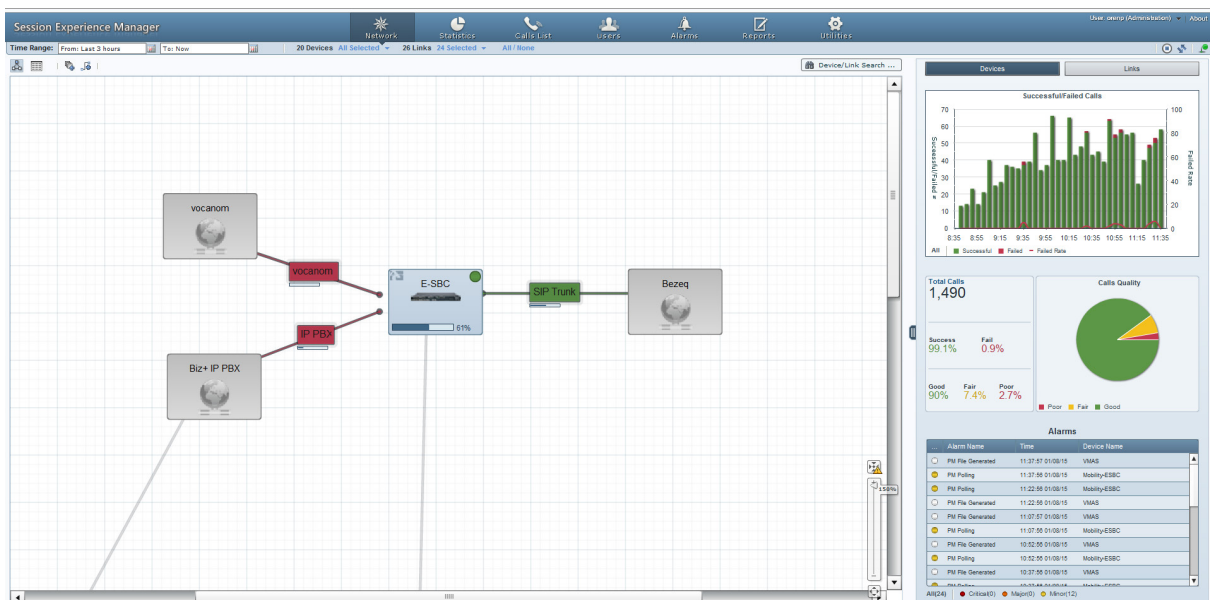 Session Experience Manager
Network
Statistics
Calls List
Users
Alarms
Reports
Utilities
User: orenp (Administration)
About
Time Range:
From: Last 3 hours
To: Now
20 Devices All Selected
26 Links 24 Selected
All / None
Device/Link Search ...
vocanom
vocanom
E-SBC
61%
SIP Trunk
Bezeq
IP PBX
Biz+ IP PBX
150%
Devices
Links
Successful/Failed Calls
Successful/Failed #
70
60
50
40
30
20
10
0
100
80
60
40
20
0
Failed Rate
8:35 8:55 9:15 9:35 9:55 10:15 10:35 10:55 11:15 11:35
All Successful Failed Failed Rate
Total Calls
1,490
Success Fail
99.1% 0.9%
Good Fair Poor
90% 7.4% 2.7%
Calls Quality
Poor Fair Good
Alarms
... Alarm Name Time Device Name
PM File Generated 11:37:57 01/08/15 VMAS
PM Polling 11:37:56 01/08/15 Mobility-ESBC
PM Polling 11:22:55 01/08/15 Mobility-ESBC
PM File Generated 11:22:55 01/08/15 VMAS
PM File Generated 11:07:57 01/08/15 VMAS
PM Polling 11:07:56 01/08/15 Mobility-ESBC
PM File Generated 10:52:56 01/08/15 VMAS
PM Polling 10:52:56 01/08/15 Mobility-ESBC
PM File Generated 10:37:56 01/08/15 VMAS
All(24) Critical(0) Major(0) Minor(12)